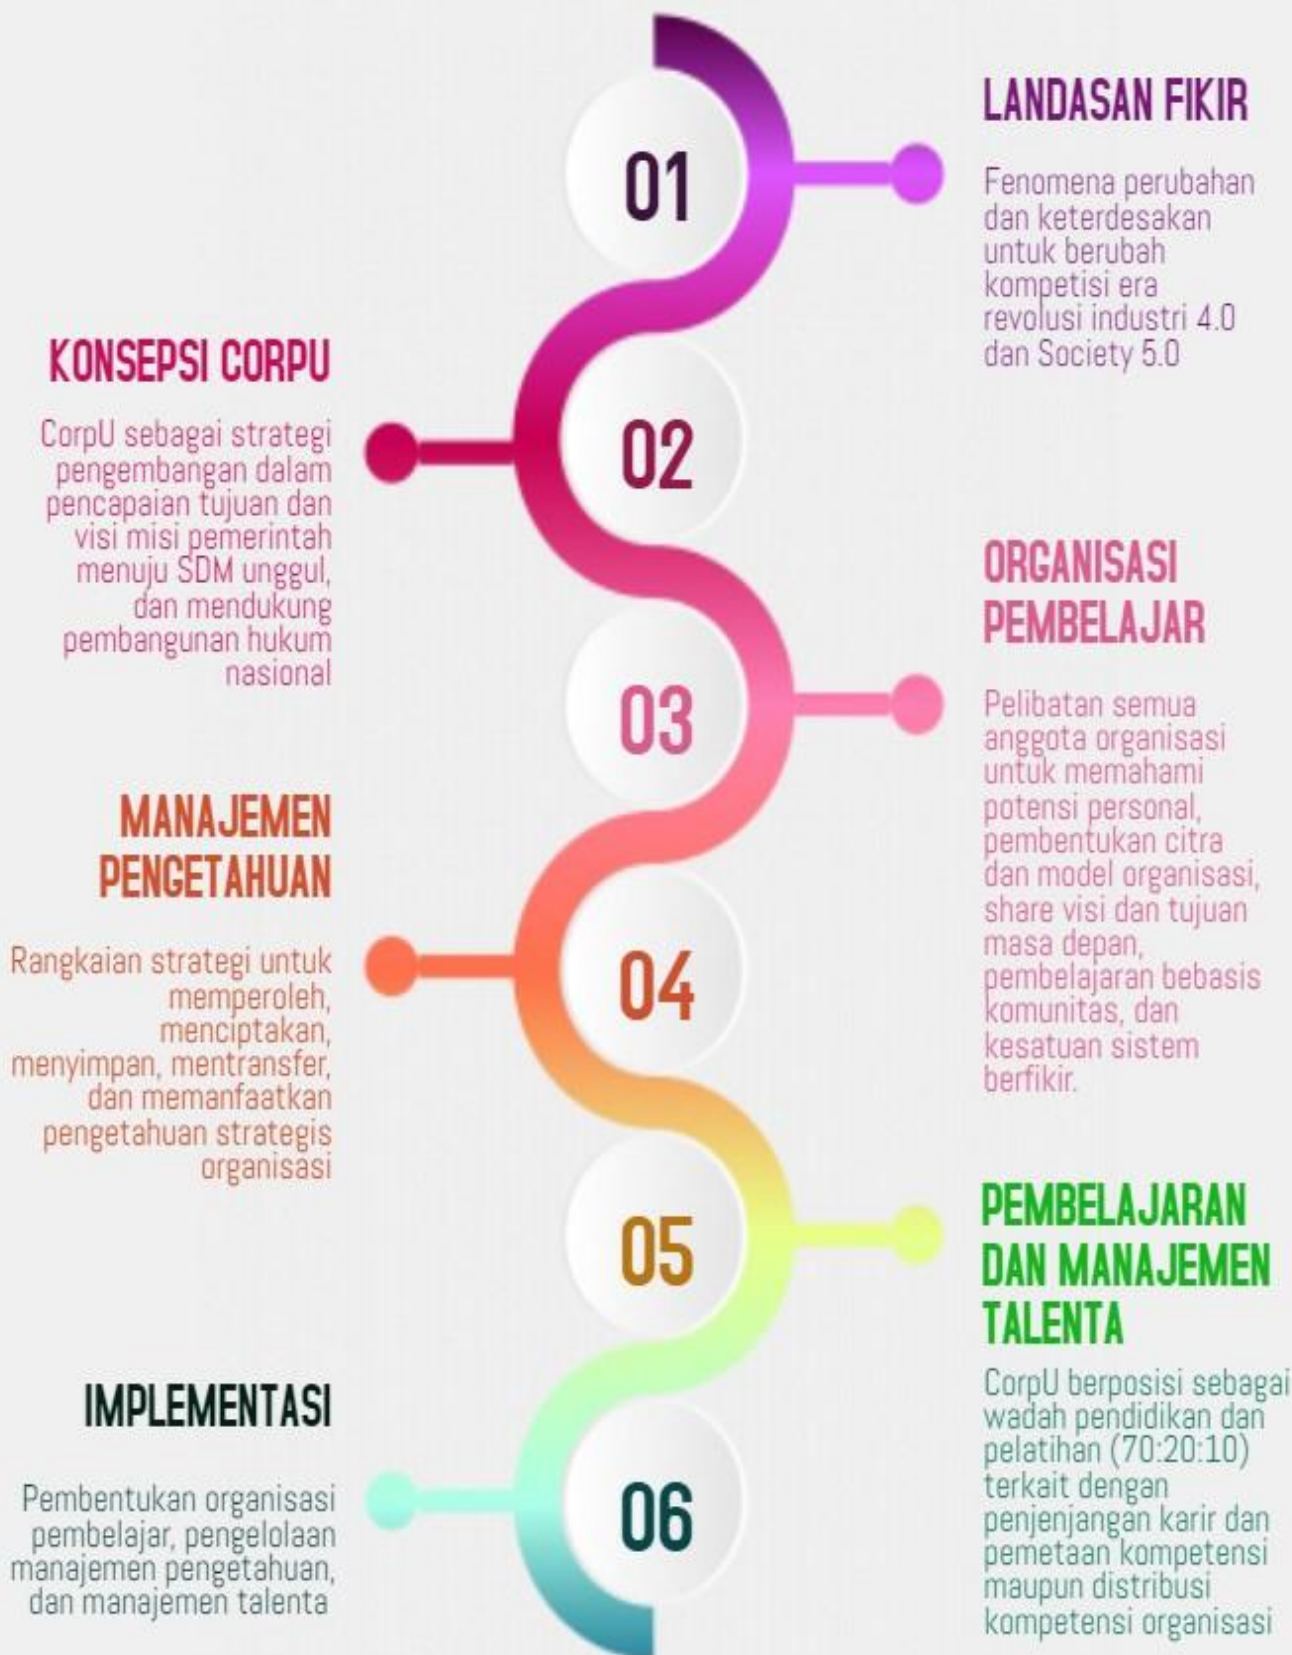 01
LANDASAN FIKIR
Fenomena perubahan
dan keterdesakan
untuk berubah
kompetisi era
revolusi industri 4.0
dan Society 5.0
KONSEPSI CORPU
CorpU sebagai strategi
pengembangan dalam
pencapaian tujuan dan
visi misi pemerintah
menuju SDM unggul,
dan mendukung
pembangunan hukum
nasional
02
03
ORGANISASI
PEMBELAJAR
Pelibatan semua
anggota organisasi
untuk memahami
potensi personal,
pembentukan citra
dan model organisasi,
share visi dan tujuan
masa depan,
pembelajaran bebasis
komunitas, dan
kesatuan sistem
berfikir.
MANAJEMEN
PENGETAHUAN
Rangkaian strategi untuk
memperoleh,
menciptakan,
menyimpan, mentransfer,
dan memanfaatkan
pengetahuan strategis
organisasi
04
05
PEMBELAJARAN
DAN MANAJEMEN
TALENTA
CorpU berposisi sebagai
wadah pendidikan dan
pelatihan (70:20:10)
terkait dengan
penjenjangan karir dan
pemetaan kompetensi
maupun distribusi
kompetensi organisasi
IMPLEMENTASI
Pembentukan organisasi
pembelajar, pengelolaan
manajemen pengetahuan,
dan manajemen talenta
06